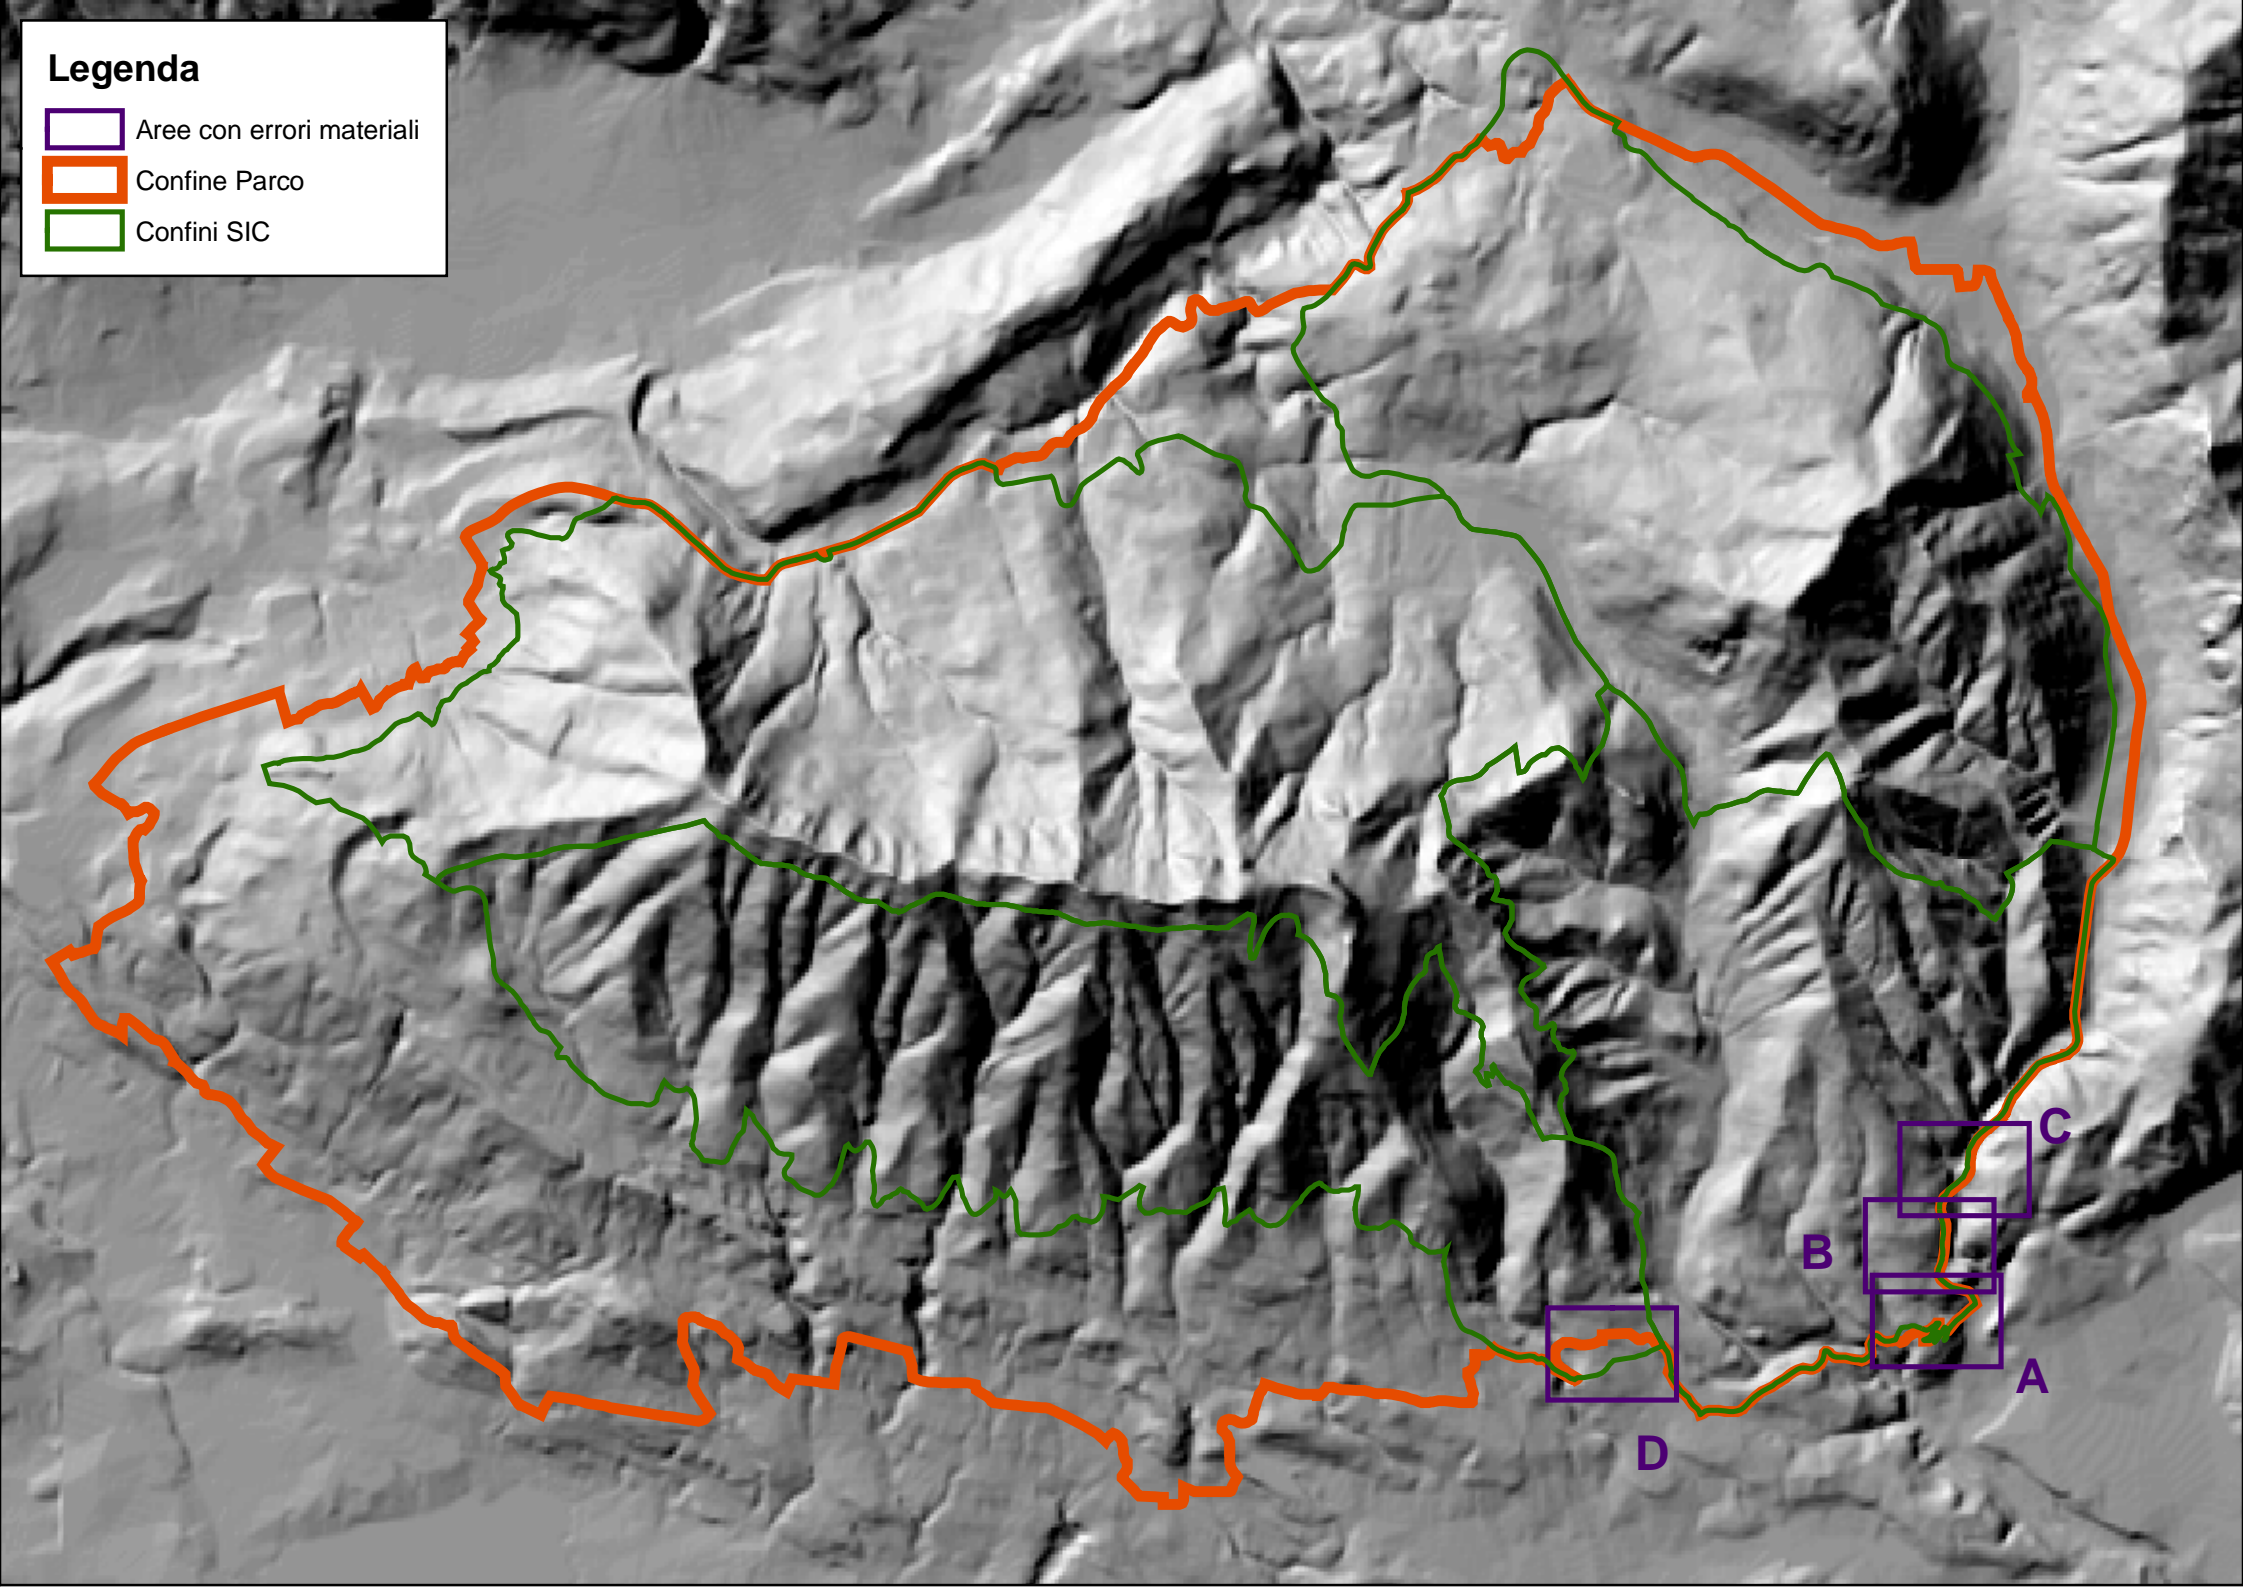 Legenda
Aree con errori materiali
Confine Parco
Confini SIC
C
B
A
D